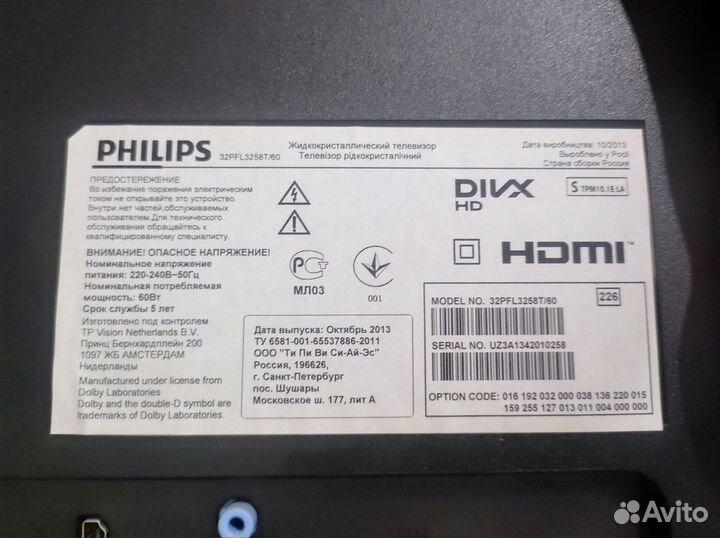 PHILIPS 32PFL3258T/60
Жидкокристаллический телевизор
Телевізор рідкокристалічний
Дата виробництва: 10/2013
Вироблено у Росії
Страна сборки Россия
ПРЕДОСТЕРЕЖЕНИЕ
Во избежание поражения электрическим
током не открывайте это устройство.
Внутри нет частей,обслуживаемых
пользователем.Для технического
обслуживания обращайтесь к
квалифицированному специалисту.
ВНИМАНИЕ! ОПАСНОЕ НАПРЯЖЕНИЕ!
Номинальное напряжение
питания: 220-240В~50Гц
Номинальная потребляемая
мощность: 60Вт
Срок службы 5 лет
Изготовлено под контролем
TP Vision Netherlands B.V.
Принц Бернхардплейн 200
1097 ЖБ АМСТЕРДАМ
Нидерланды
Manufactured under license from
Dolby Laboratories.
Dolby and the double-D symbol are
trademarks of Dolby Laboratories.
МЛ03
001
DIVX
HD
S TPM10.1E LA
HDMI™
Дата выпуска: Октябрь 2013
ТУ 6581-001-65537886-2011
ООО "Ти Пи Ви Си-Ай-Эс"
Россия, 196626,
г. Санкт-Петербург
пос. Шушары
Московское ш. 177, лит А
MODEL NO. 32PFL3258T/60
226
SERIAL NO. UZ3A1342010258
OPTION CODE: 016 192 032 000 038 136 220 015
159 255 127 013 011 004 000 000
Avito